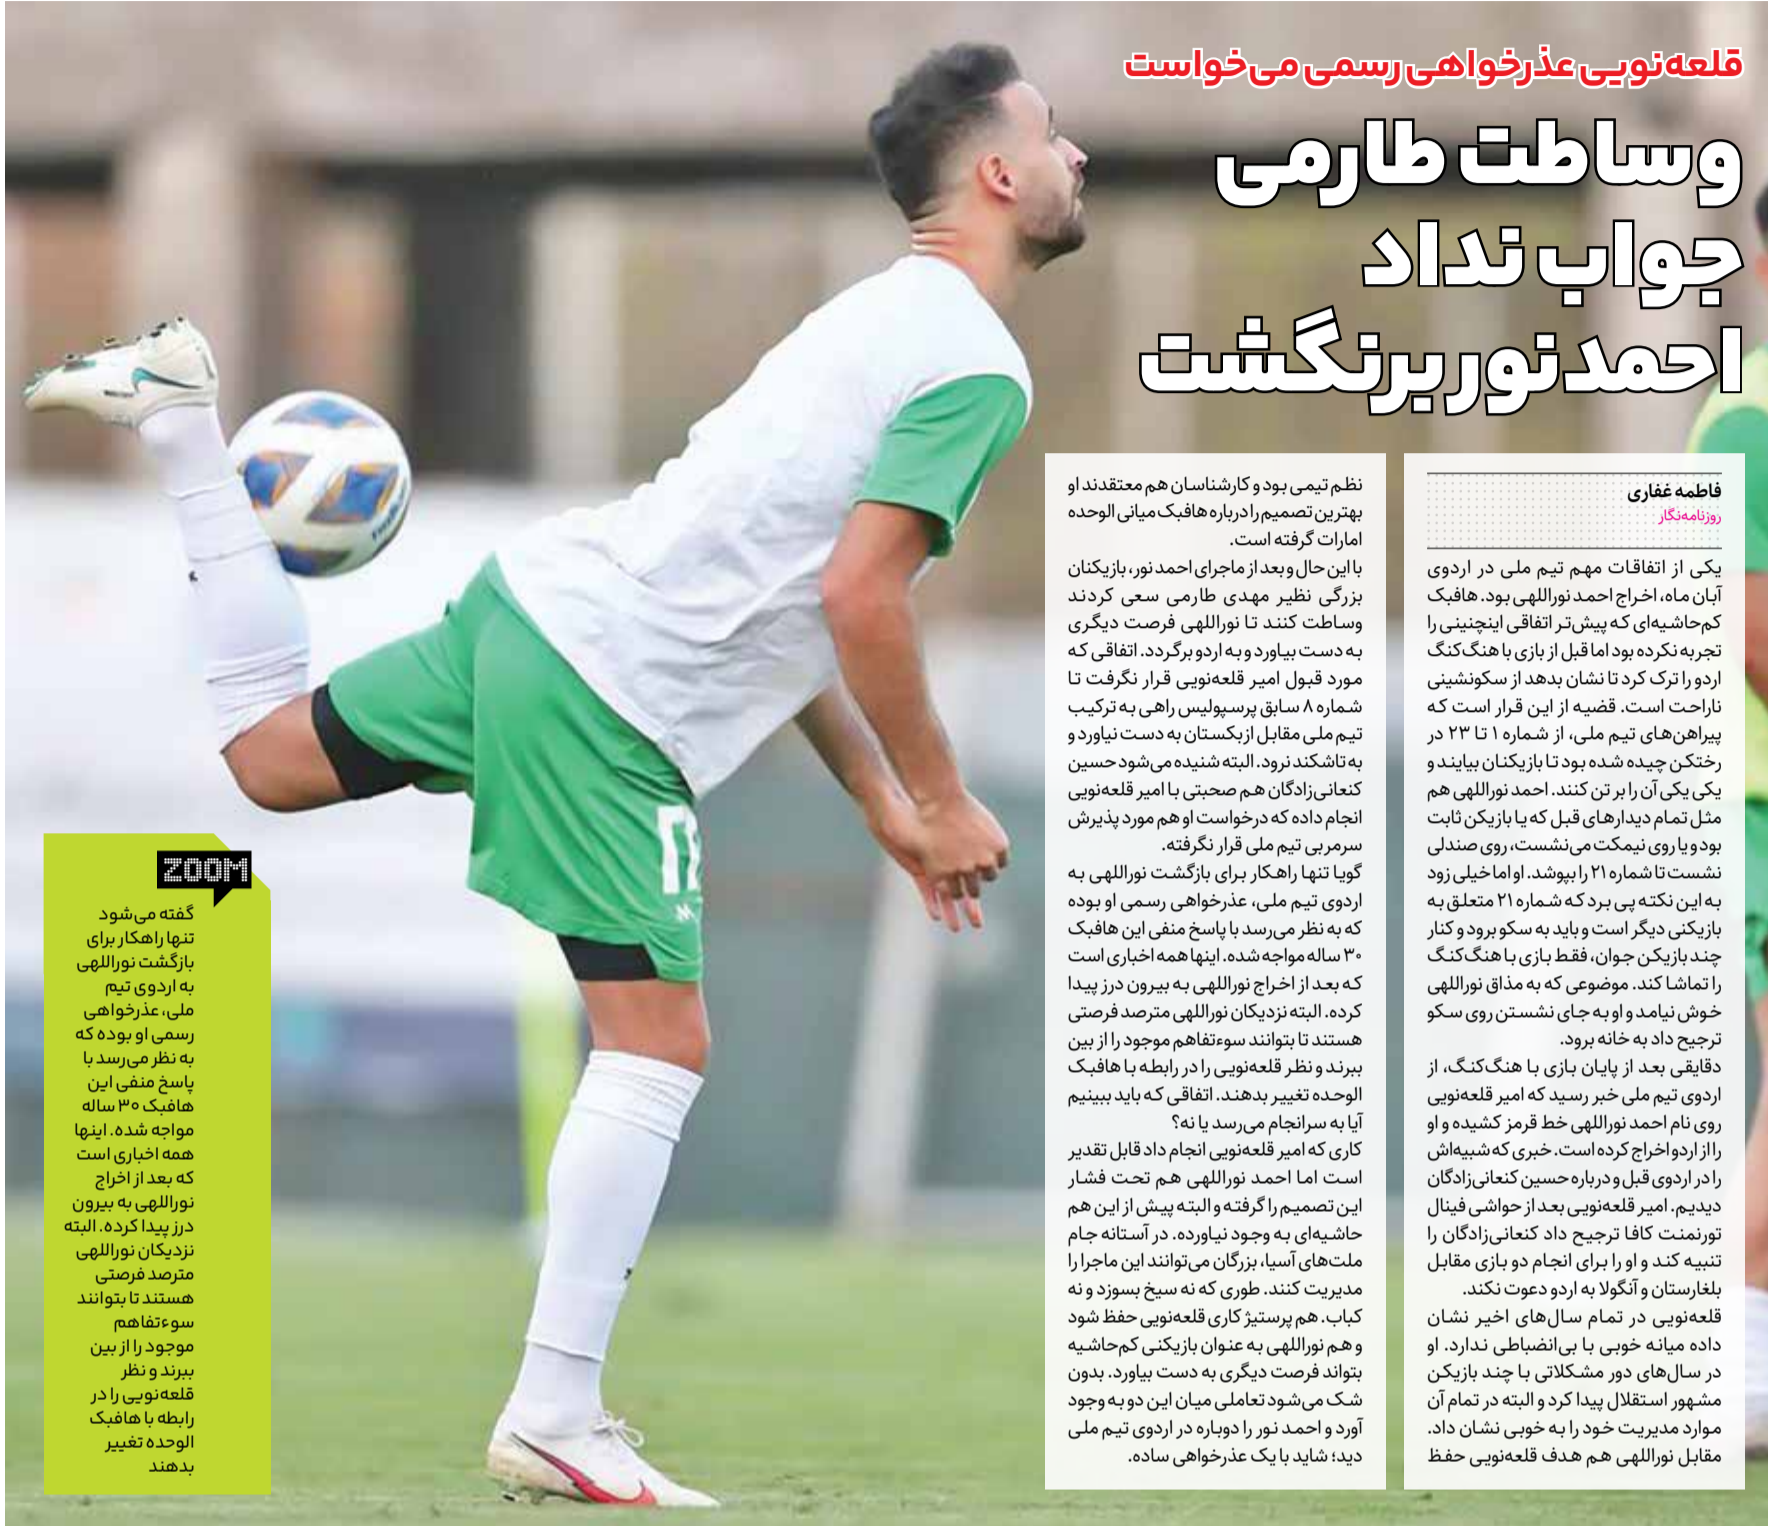 قلعه‌نویی عذرخواهی رسمی می‌خواست
وساطت طارمی
جواب نداد
احمدنور برنگشت
فاطمه غفاری
روزنامه‌نگار
یکی از اتفاقات مهم تیم ملی در اردوی
آبان ماه، اخراج احمد نوراللهی بود. هافبک
کم‌حاشیه‌ای که پیش‌تر اتفاقی اینچنینی را
تجربه نکرده بود اما قبل از بازی با هنگ‌کنگ
اردو را ترک کرد تا نشان بدهد از سکونشینی
ناراحت است. قضیه از این قرار است که
پیراهن‌های تیم ملی، از شماره ۱ تا ۲۳ در
رختکن چیده شده بود تا بازیکنان بیایند و
یکی یکی آن را بر تن کنند. احمد نوراللهی هم
مثل تمام دیدارهای قبل که یا بازیکن ثابت
بود و یا روی نیمکت می‌نشست، روی صندلی
نشست تا شماره ۲۱ را بپوشد. او اما خیلی زود
به این نکته پی برد که شماره ۲۱ متعلق به
بازیکنی دیگر است و باید به سکو برود و کنار
چند بازیکن جوان، فقط بازی با هنگ‌کنگ
را تماشا کند. موضوعی که به مذاق نوراللهی
خوش نیامد و او به جای نشستن روی سکو
ترجیح داد به خانه برود.
دقایقی بعد از پایان بازی با هنگ‌کنگ، از
اردوی تیم ملی خبر رسید که امیر قلعه‌نویی
روی نام احمد نوراللهی خط قرمز کشیده و او
را از اردو اخراج کرده است. خبری که شبیه‌اش
را در اردوی قبل و درباره حسین کنعانی‌زادگان
دیدیم. امیر قلعه‌نویی بعد از حواشی فینال
تورنمنت کافا ترجیح داد کنعانی‌زادگان را
تنبیه کند و او را برای انجام دو بازی مقابل
بلغارستان و آنگولا به اردو دعوت نکند.
قلعه‌نویی در تمام سال‌های اخیر نشان
داده میانه خوبی با بی‌انضباطی ندارد. او
در سال‌های دور مشکلاتی با چند بازیکن
مشهور استقلال پیدا کرد و البته در تمام آن
موارد مدیریت خود را به خوبی نشان داد.
مقابل نوراللهی هم هدف قلعه‌نویی حفظ
نظم تیمی بود و کارشناسان هم معتقدند او
بهترین تصمیم را درباره هافبک میانی الوحده
امارات گرفته است.
با این حال و بعد از ماجرای احمد نور، بازیکنان
بزرگی نظیر مهدی طارمی سعی کردند
وساطت کنند تا نوراللهی فرصت دیگری
به دست بیاورد و به اردو برگردد. اتفاقی که
مورد قبول امیر قلعه‌نویی قرار نگرفت تا
شماره ۸ سابق پرسپولیس راهی به ترکیب
تیم ملی مقابل ازبکستان به دست نیاورد و
به تاشکند نرود. البته شنیده می‌شود حسین
کنعانی‌زادگان هم صحبتی با امیر قلعه‌نویی
انجام داده که درخواست او هم مورد پذیرش
سرمربی تیم ملی قرار نگرفته.
گویا تنها راهکار برای بازگشت نوراللهی به
اردوی تیم ملی، عذرخواهی رسمی او بوده
که به نظر می‌رسد با پاسخ منفی این هافبک
۳۰ ساله مواجه شده. اینها همه اخباری است
که بعد از اخراج نوراللهی به بیرون درز پیدا
کرده. البته نزدیکان نوراللهی مترصد فرصتی
هستند تا بتوانند سوءتفاهم موجود را از بین
ببرند و نظر قلعه‌نویی را در رابطه با هافبک
الوحده تغییر بدهند. اتفاقی که باید ببینیم
آیا به سرانجام می‌رسد یا نه؟
کاری که امیر قلعه‌نویی انجام داد قابل تقدیر
است اما احمد نوراللهی هم تحت فشار
این تصمیم را گرفته و البته پیش از این هم
حاشیه‌ای به وجود نیاورده. در آستانه جام
ملت‌های آسیا، بزرگان می‌توانند این ماجرا را
مدیریت کنند. طوری که نه سیخ بسوزد و نه
کباب. هم پرستیژ کاری قلعه‌نویی حفظ شود
و هم نوراللهی به عنوان بازیکنی کم‌حاشیه
بتواند فرصت دیگری به دست بیاورد. بدون
شک می‌شود تعاملی میان این دو به وجود
آورد و احمد نور را دوباره در اردوی تیم ملی
دید؛ شاید با یک عذرخواهی ساده.
ZOOM
گفته می‌شود
تنها راهکار برای
بازگشت نوراللهی
به اردوی تیم
ملی، عذرخواهی
رسمی او بوده که
به نظر می‌رسد با
پاسخ منفی این
هافبک ۳۰ ساله
مواجه شده. اینها
همه اخباری است
که بعد از اخراج
نوراللهی به بیرون
درز پیدا کرده. البته
نزدیکان نوراللهی
مترصد فرصتی
هستند تا بتوانند
سوءتفاهم
موجود را از بین
ببرند و نظر
قلعه‌نویی را در
رابطه با هافبک
الوحده تغییر
بدهند